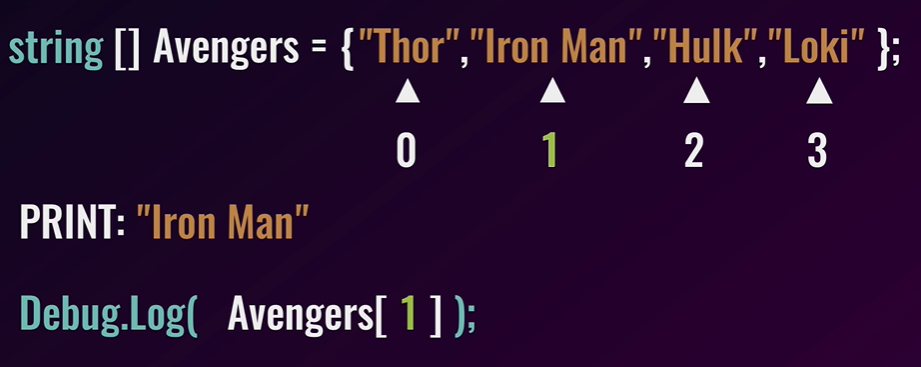 string [] Avengers = {"Thor","Iron Man","Hulk","Loki" };
0 1 2 3
PRINT: "Iron Man"
Debug.Log( Avengers[ 1 ] );